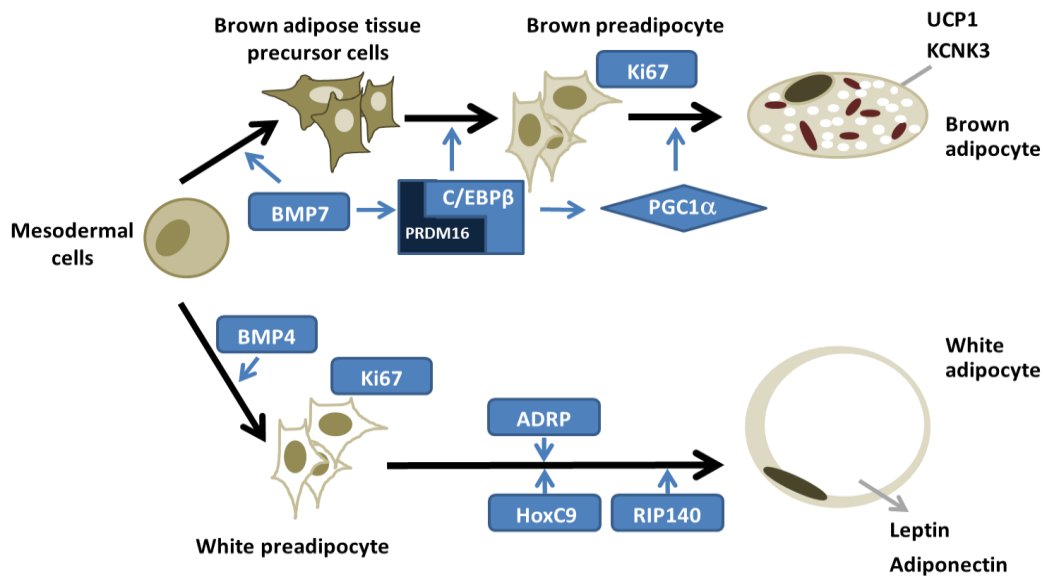 Brown adipose tissue
precursor cells
Brown preadipocyte
Ki67
UCP1
KCNK3
Brown
adipocyte
BMP7
C/EBPβ
PRDM16
PGC1α
Mesodermal
cells
BMP4
Ki67
White
adipocyte
ADRP
HoxC9
RIP140
White preadipocyte
Leptin
Adiponectin